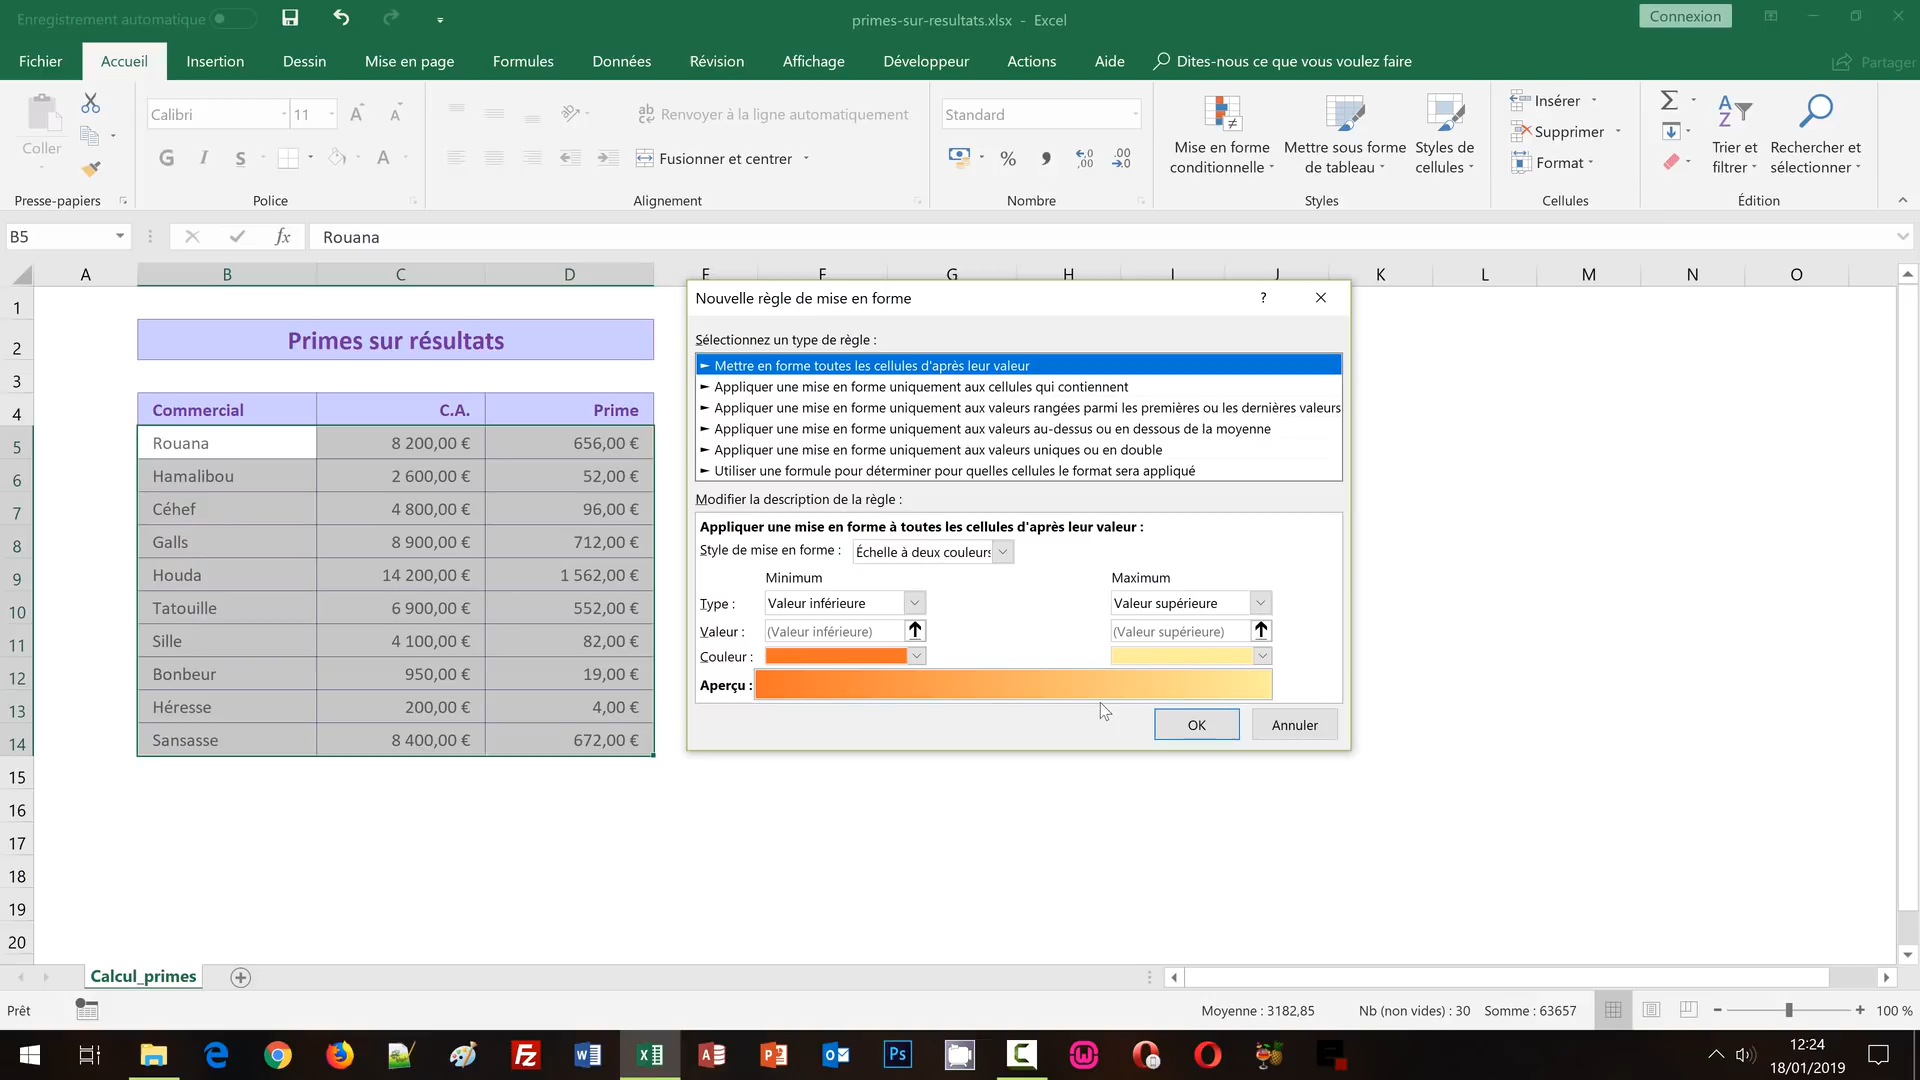 Enregistrement automatique
primes-sur-resultats.xlsx - Excel
Connexion
Fichier Accueil Insertion Dessin Mise en page Formules Données Révision Affichage Développeur Actions Aide Dites-nous ce que vous voulez faire Partager
Coller
Presse-papiers
Calibri 11
G I S
Police
Renvoyer à la ligne automatiquement
Fusionner et centrer
Alignement
Standard
%
Nombre
Mise en forme conditionnelle
Mettre sous forme de tableau
Styles de cellules
Styles
Insérer
Supprimer
Format
Cellules
Trier et filtrer
Rechercher et sélectionner
Édition
B5 fx Rouana
A B C D E F G H I J K L M N O
1
2 Primes sur résultats
3
4 Commercial C.A. Prime
5 Rouana 8 200,00 € 656,00 €
6 Hamalibou 2 600,00 € 52,00 €
7 Céhef 4 800,00 € 96,00 €
8 Galls 8 900,00 € 712,00 €
9 Houda 14 200,00 € 1 562,00 €
10 Tatouille 6 900,00 € 552,00 €
11 Sille 4 100,00 € 82,00 €
12 Bonbeur 950,00 € 19,00 €
13 Héresse 200,00 € 4,00 €
14 Sansasse 8 400,00 € 672,00 €
15
16
17
18
19
20
Nouvelle règle de mise en forme ?
Sélectionnez un type de règle :
► Mettre en forme toutes les cellules d'après leur valeur
► Appliquer une mise en forme uniquement aux cellules qui contiennent
► Appliquer une mise en forme uniquement aux valeurs rangées parmi les premières ou les dernières valeurs
► Appliquer une mise en forme uniquement aux valeurs au-dessus ou en dessous de la moyenne
► Appliquer une mise en forme uniquement aux valeurs uniques ou en double
► Utiliser une formule pour déterminer pour quelles cellules le format sera appliqué
Modifier la description de la règle :
Appliquer une mise en forme à toutes les cellules d'après leur valeur :
Style de mise en forme : Échelle à deux couleurs
Minimum Maximum
Type : Valeur inférieure Valeur supérieure
Valeur : (Valeur inférieure) (Valeur supérieure)
Couleur :
Aperçu :
OK Annuler
Calcul_primes
Prêt Moyenne : 3182,85 Nb (non vides) : 30 Somme : 63657 100 %
12:24
18/01/2019